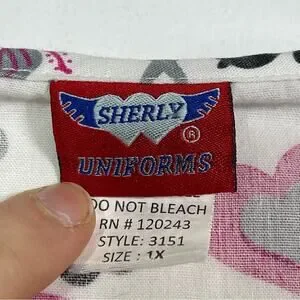 SHERLY
®
UNIFORMS
DO NOT BLEACH
RN # 120243
STYLE: 3151
SIZE : 1X